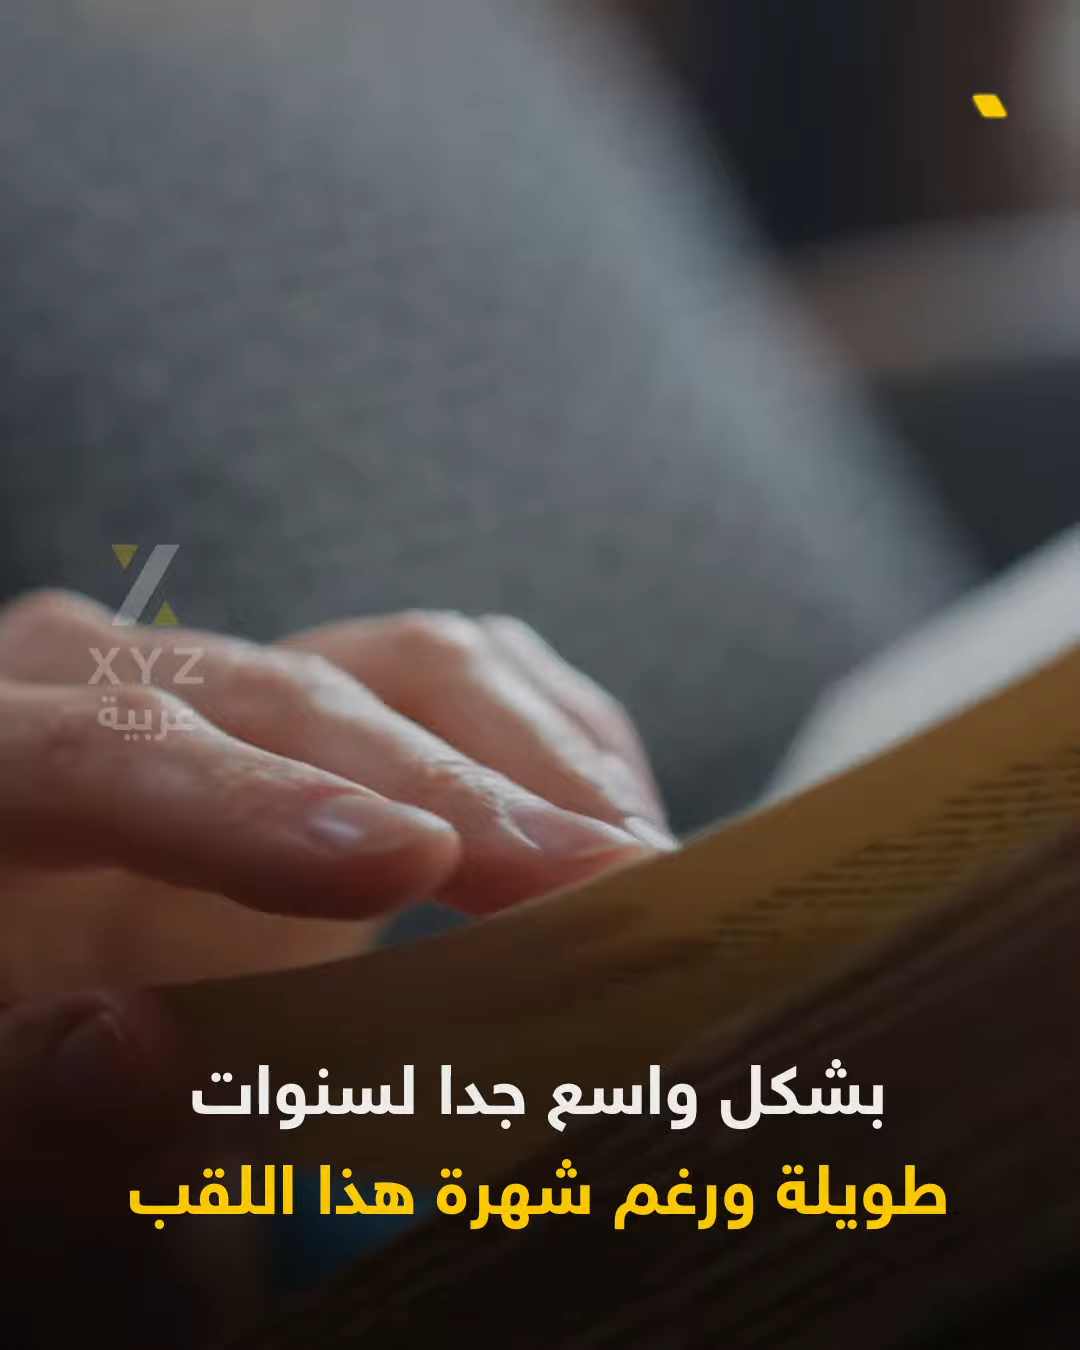 XYZ
عربية
بشكل واسع جدا لسنوات
طويلة ورغم شهرة هذا اللقب